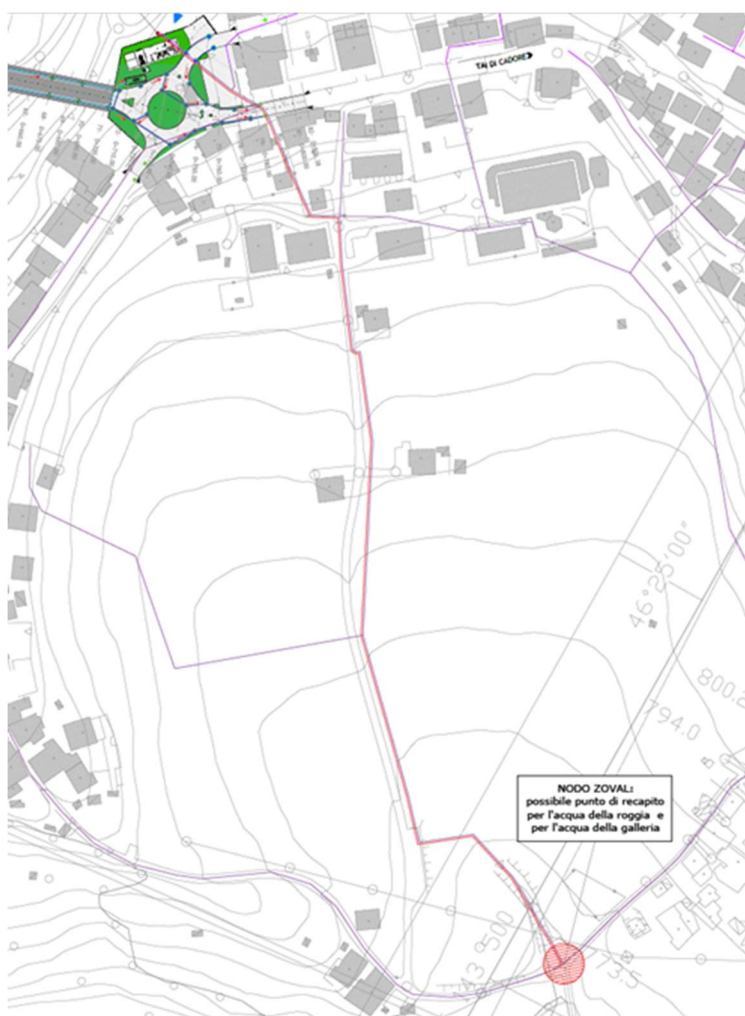 TAI DI CADORE
46°25'00"
800.2
794.0
NODO ZOVAL:
possibile punto di recapito
per l'acqua della roggia e
per l'acqua della galleria
13 500
3.5